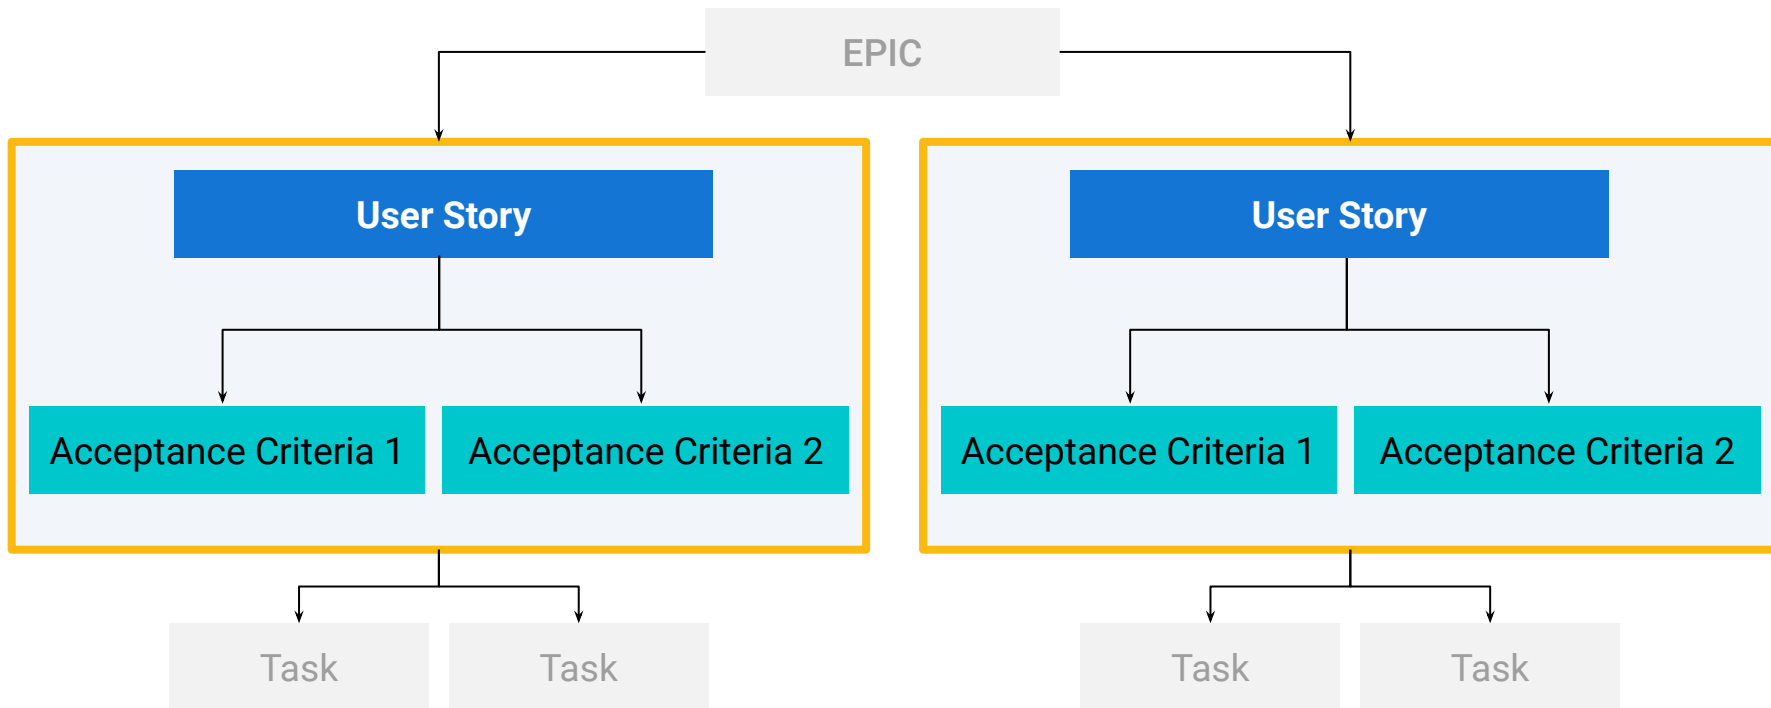 EPIC
User Story
User Story
Acceptance Criteria 1
Acceptance Criteria 2
Acceptance Criteria 1
Acceptance Criteria 2
Task
Task
Task
Task